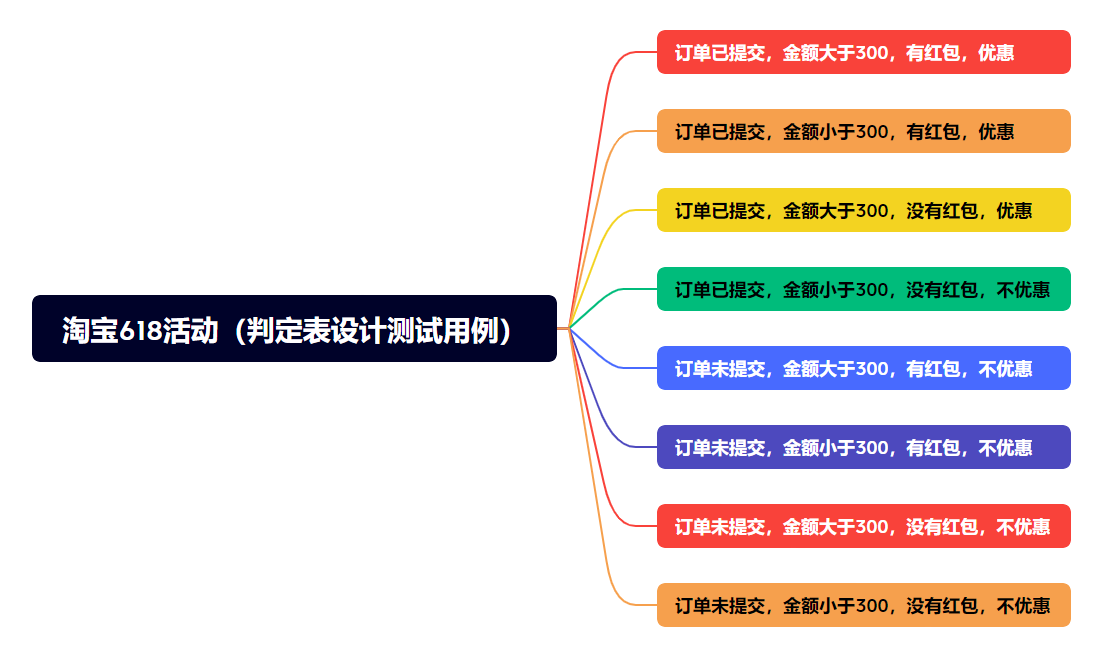 淘宝618活动（判定表设计测试用例）
订单已提交，金额大于300，有红包，优惠
订单已提交，金额小于300，有红包，优惠
订单已提交，金额大于300，没有红包，优惠
订单已提交，金额小于300，没有红包，不优惠
订单未提交，金额大于300，有红包，不优惠
订单未提交，金额小于300，有红包，不优惠
订单未提交，金额大于300，没有红包，不优惠
订单未提交，金额小于300，没有红包，不优惠